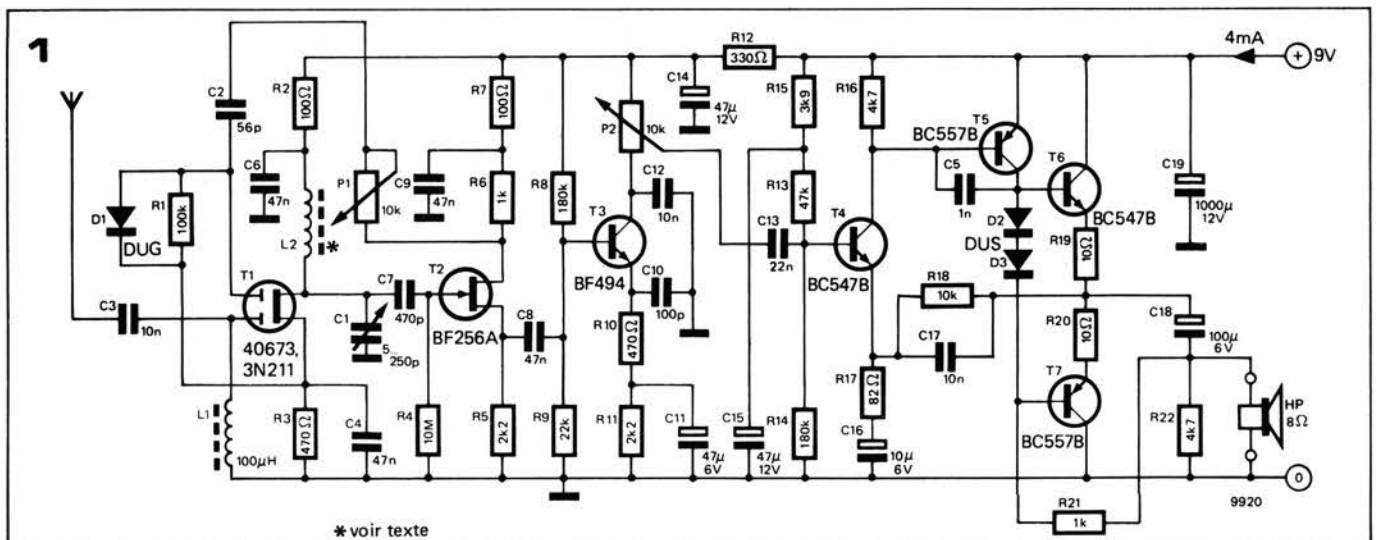 1
4mA
+
9V
R12
330Ω
C2
56p
R2
100Ω
R7
100Ω
C14
47μ
12V
R15
3k9
R16
4k7
T5
BC557B
P2
10k
C6
47n
P1
10k
C9
47n
R6
1k
R8
180k
C12
10n
R13
47k
C5
1n
T6
BC547B
C19
1000μ
12V
D1
DUG
R1
100k
L2
*
T3
BF494
C13
22n
T4
BC547B
D2
DUS
D3
R19
10Ω
C3
10n
T1
40673,
3N211
C7
470p
C1
5...
250p
T2
BF256A
C8
47n
C10
100p
R10
470Ω
R18
10k
C17
10n
R20
10Ω
C18
100μ
6V
T7
BC557B
L1
100μH
R3
470Ω
C4
47n
R4
10M
R5
2k2
R9
22k
R11
2k2
C11
47μ
6V
C15
47μ
12V
R14
180k
R17
82Ω
C16
10μ
6V
R22
4k7
HP
8Ω
0
R21
1k
9920
* voir texte